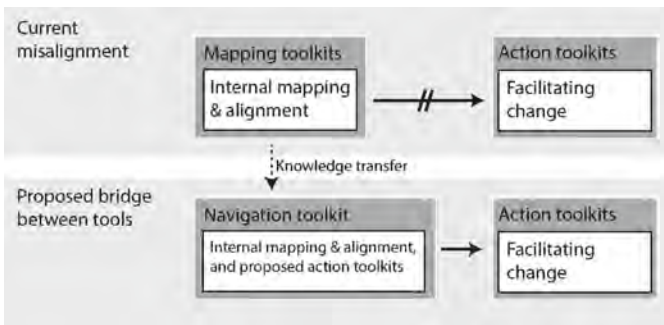 Current
misalignment
Mapping toolkits
Internal mapping
& alignment
Action toolkits
Facilitating
change
Knowledge transfer
Proposed bridge
between tools
Navigation toolkit
Internal mapping & alignment,
and proposed action toolkits
Action toolkits
Facilitating
change